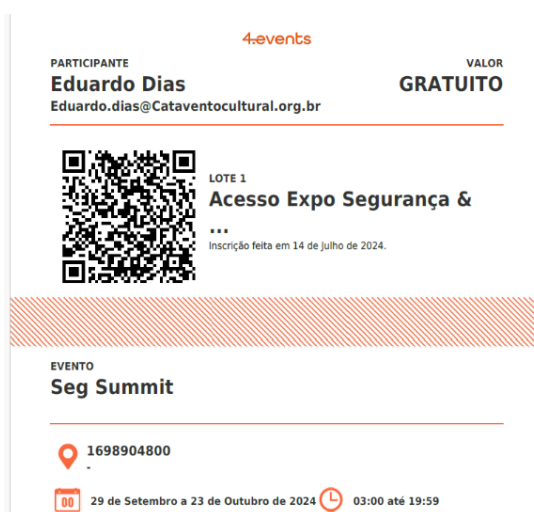 4.events
PARTICIPANTE
VALOR
Eduardo Dias
GRATUITO
Eduardo.dias@Cataventocultural.org.br
LOTE 1
Acesso Expo Segurança &
...
Inscrição feita em 14 de Julho de 2024.
EVENTO
Seg Summit
1698904800
-
00
29 de Setembro a 23 de Outubro de 2024
03:00 até 19:59